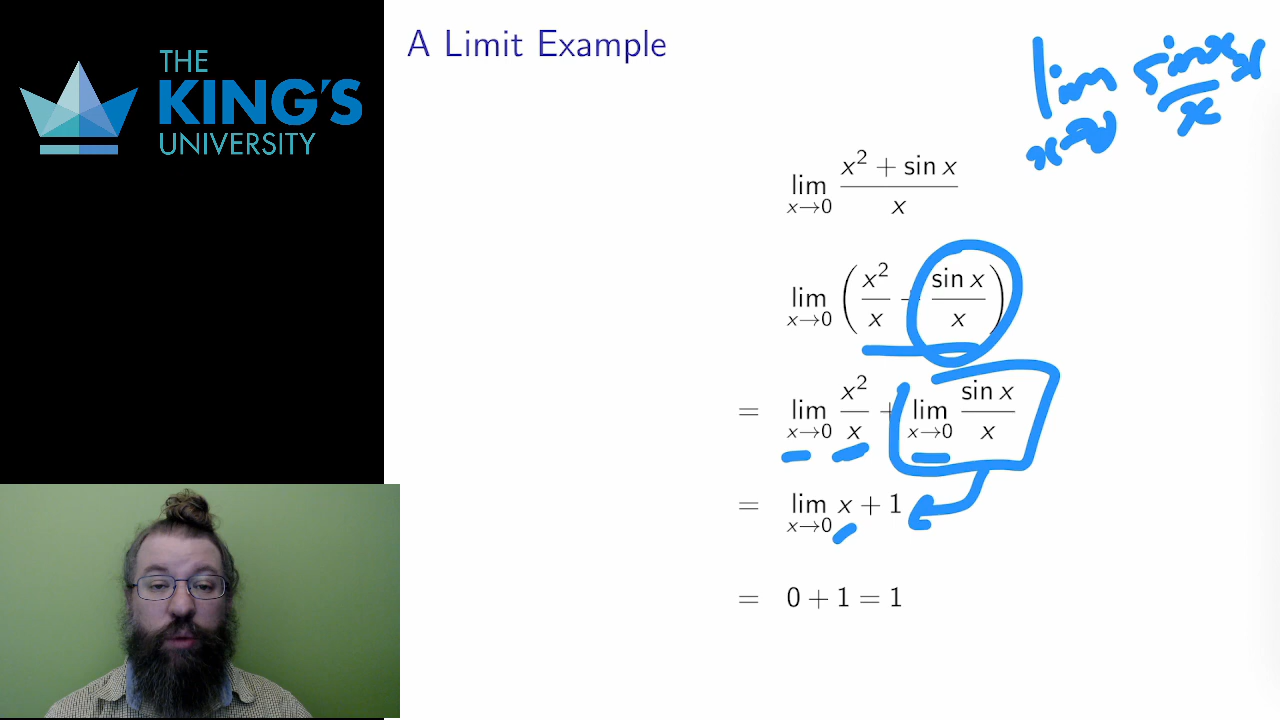 THE
KING'S
UNIVERSITY
A Limit Example
lim sin x
x→0 x
lim x→0 (x² + sin x)/x
lim x→0 (x²/x + sin x/x)
= lim x→0 x²/x + lim x→0 sin x/x
= lim x→0 x + 1
= 0 + 1 = 1